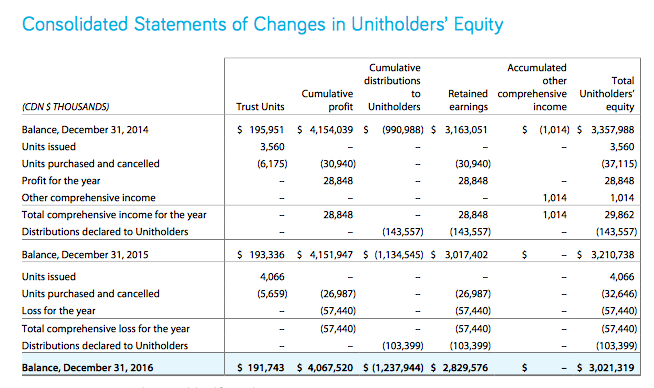 Consolidated Statements of Changes in Unitholders' Equity
Cumulative Accumulated
distributions other Total
Cumulative to Retained comprehensive Unitholders'
(CDN $ THOUSANDS) Trust Units profit Unitholders earnings income equity
Balance, December 31, 2014 $ 195,951 $ 4,154,039 $ (990,988) $ 3,163,051 $ (1,014) $ 3,357,988
Units issued 3,560 – – – – 3,560
Units purchased and cancelled (6,175) (30,940) – (30,940) – (37,115)
Profit for the year – 28,848 – 28,848 – 28,848
Other comprehensive income – – – – 1,014 1,014
Total comprehensive income for the year – 28,848 – 28,848 1,014 29,862
Distributions declared to Unitholders – – (143,557) (143,557) – (143,557)
Balance, December 31, 2015 $ 193,336 $ 4,151,947 $ (1,134,545) $ 3,017,402 $ – $ 3,210,738
Units issued 4,066 – – – – 4,066
Units purchased and cancelled (5,659) (26,987) – (26,987) – (32,646)
Loss for the year – (57,440) – (57,440) – (57,440)
Total comprehensive loss for the year – (57,440) – (57,440) – (57,440)
Distributions declared to Unitholders – – (103,399) (103,399) – (103,399)
Balance, December 31, 2016 $ 191,743 $ 4,067,520 $ (1,237,944) $ 2,829,576 $ – $ 3,021,319